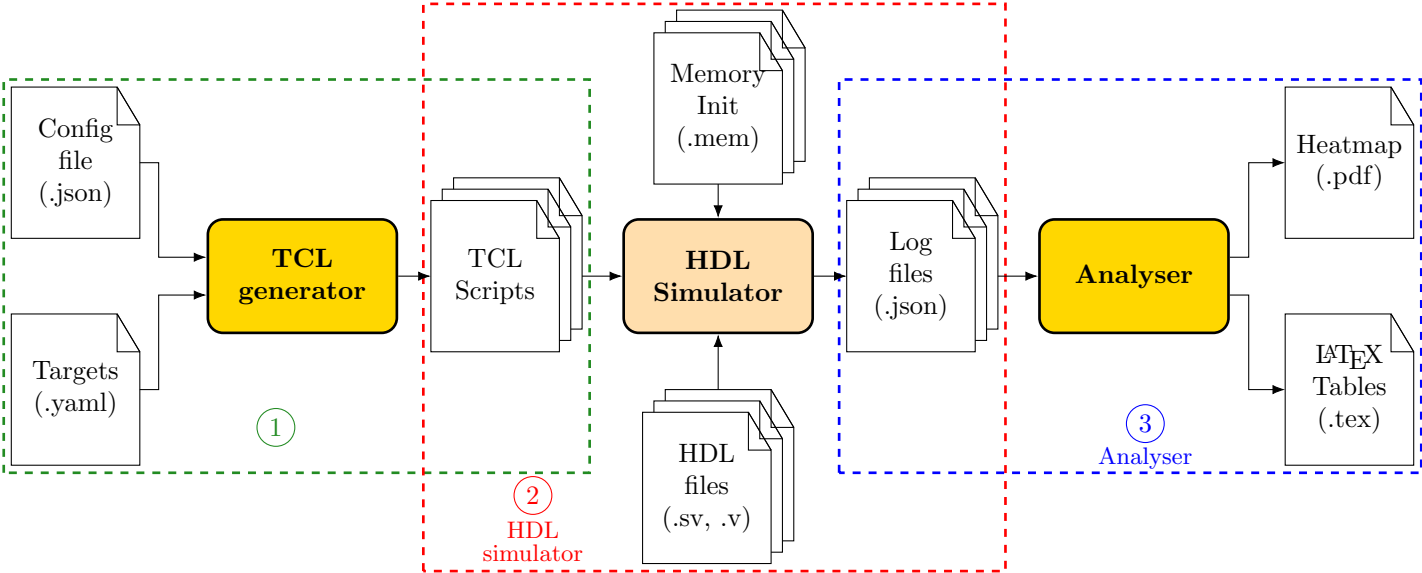 Config
file
(.json)
Targets
(.yaml)
TCL
generator
1
TCL
Scripts
2
HDL
simulator
Memory
Init
(.mem)
HDL
Simulator
HDL
files
(.sv, .v)
Log
files
(.json)
Analyser
3
Analyser
Heatmap
(.pdf)
LATEX
Tables
(.tex)